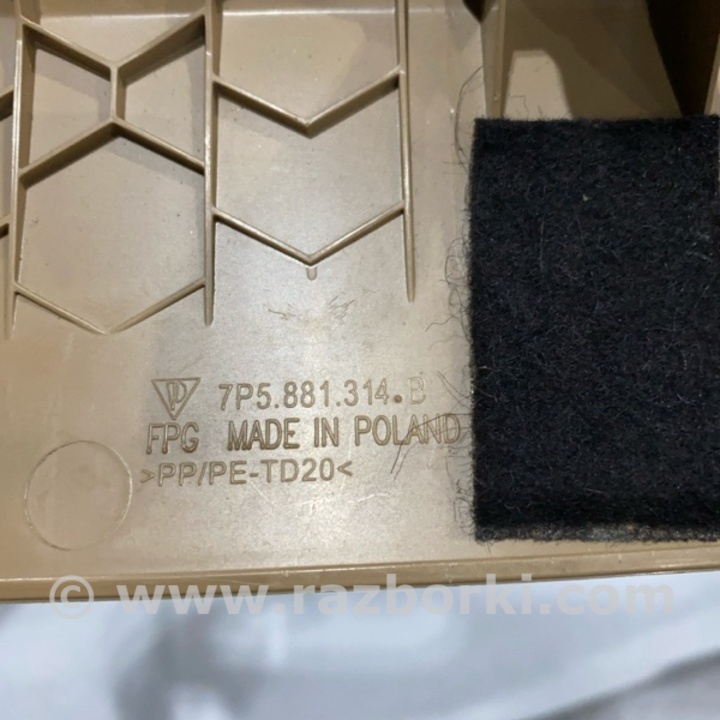 7P5.881.314.B
FPG MADE IN POLAND
>PP/PE-TD20<
© www.razborki.com